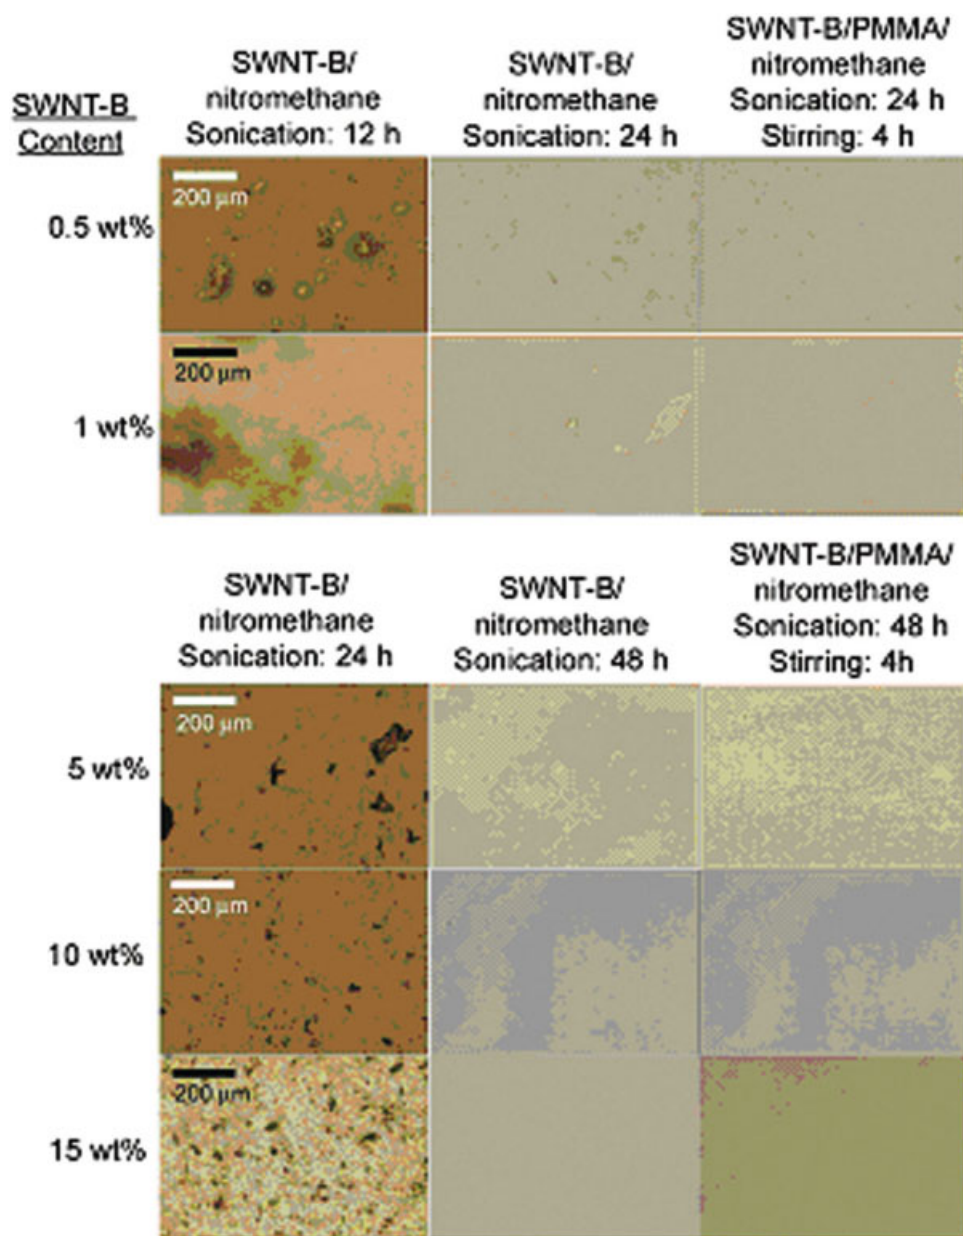 SWNT-B
Content
SWNT-B/
nitromethane
Sonication: 12 h
SWNT-B/
nitromethane
Sonication: 24 h
SWNT-B/PMMA/
nitromethane
Sonication: 24 h
Stirring: 4 h
0.5 wt%
200 µm
1 wt%
200 µm
SWNT-B/
nitromethane
Sonication: 24 h
SWNT-B/
nitromethane
Sonication: 48 h
SWNT-B/PMMA/
nitromethane
Sonication: 48 h
Stirring: 4h
5 wt%
200 µm
10 wt%
200 µm
15 wt%
200 µm